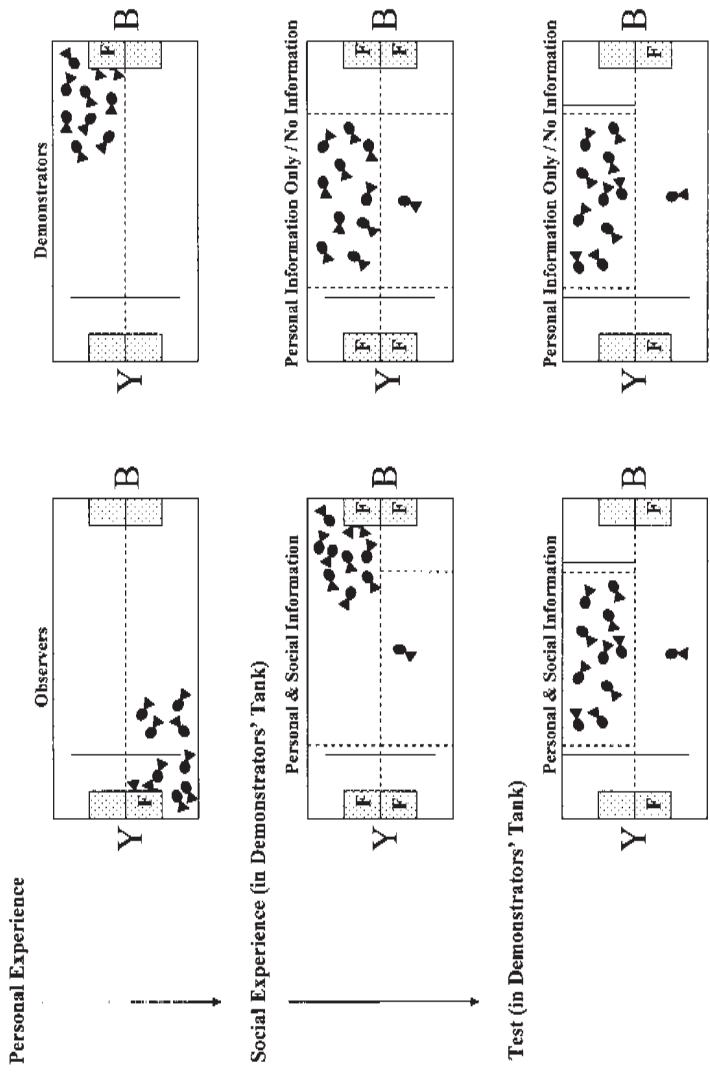 Personal Experience
Observers
Demonstrators
Y F B
Y F B
Social Experience (in Demonstrators' Tank)
Personal & Social Information
Personal Information Only / No Information
F F
Y B
F F
F F
Y B
F F
Test (in Demonstrators' Tank)
Personal & Social Information
Personal Information Only / No Information
Y B
F F
Y B
F F